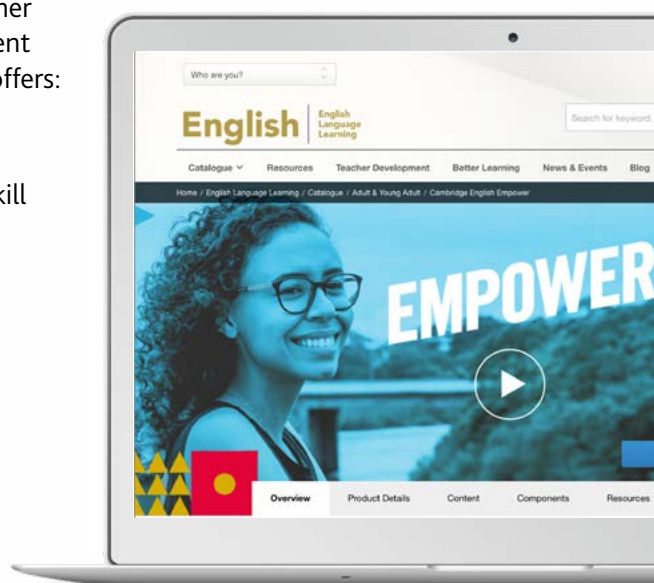 her
ent
offers:
kill
Who are you?
English
English
Language
Learning
Search for keyword,
Catalogue Resources Teacher Development Better Learning News & Events Blog
Home / English Language Learning / Catalogue / Adult & Young Adult / Cambridge English Empower
EMPOWER
Overview Product Details Content Components Resources